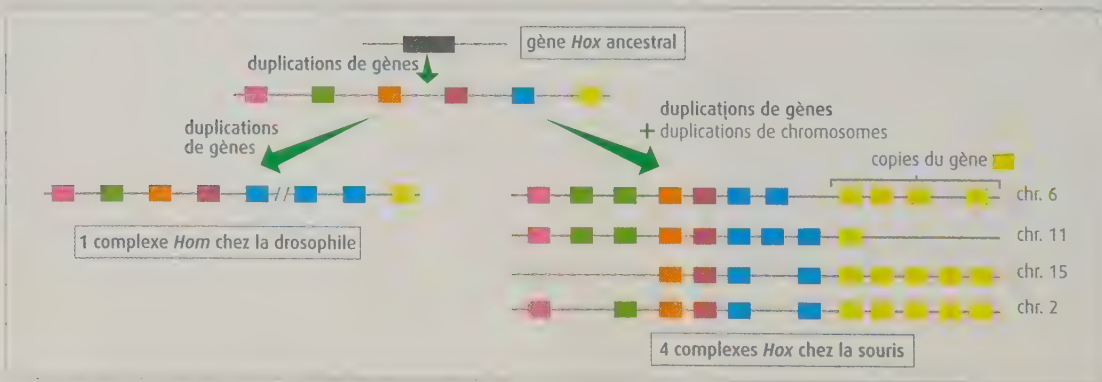 gène Hox ancestral
duplications de gènes
duplications
de gènes
duplications de gènes
+ duplications de chromosomes
copies du gène
chr. 6
chr. 11
chr. 15
chr. 2
1 complexe Hom chez la drosophile
4 complexes Hox chez la souris